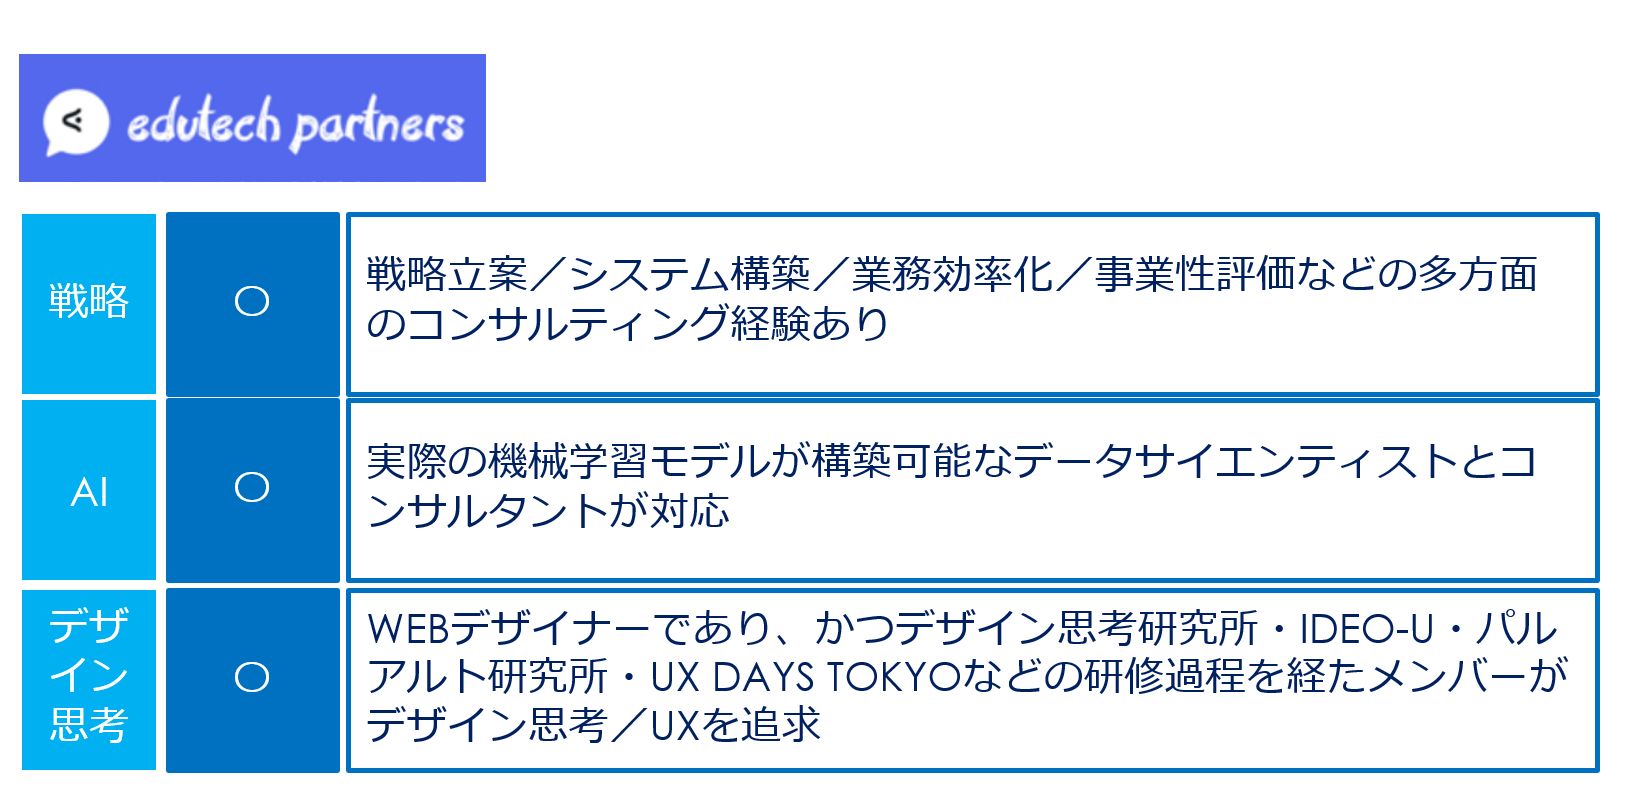 edutech partners
戦略
〇
戦略立案／システム構築／業務効率化／事業性評価などの多方面
のコンサルティング経験あり
AI
〇
実際の機械学習モデルが構築可能なデータサイエンティストとコ
ンサルタントが対応
デザ
イン
思考
〇
WEBデザイナーであり、かつデザイン思考研究所・IDEO-U・パル
アルト研究所・UX DAYS TOKYOなどの研修過程を経たメンバーが
デザイン思考／UXを追求